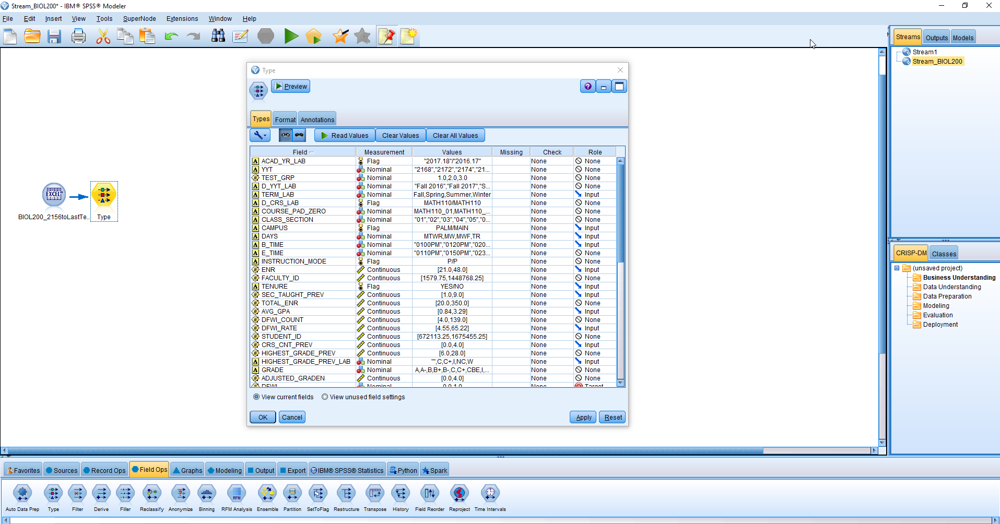 Stream_BIOL200* - IBM® SPSS® Modeler
File Edit Insert View Tools SuperNode Extensions Window Help
Streams Outputs Models
Stream1
Stream_BIOL200
Type
Preview
Types Format Annotations
Read Values Clear Values Clear All Values
Field Measurement Values Missing Check Role
A ACAD_YR_LAB Flag "2017.18"/"2016.17" None None
A YYT Nominal "2168","2172","2174","21... None None
# TEST_GRP Nominal 1.0,2.0,3.0 None None
A D_YYT_LAB Nominal "Fall 2016","Fall 2017","S... None None
A TERM_LAB Nominal Fall,Spring,Summer,Winter None Input
A D_CRS_LAB Flag MATH110/MATH110 None None
A COURSE_PAD_ZERO Nominal MATH110_01,MATH110_... None None
A CLASS_SECTION Nominal "01","02","03","04","05","0... None None
A CAMPUS Flag PALM/MAIN None Input
A DAYS Nominal MTWR,MW,MWF,TR None Input
A B_TIME Nominal "0100PM","0120PM","020... None Input
A E_TIME Nominal "0110PM","0150PM","023... None None
A INSTRUCTION_MODE Flag P/P None None
# ENR Continuous [21.0,48.0] None Input
# FACULTY_ID Continuous [1579.75,1448768.25] None None
A TENURE Flag YES/NO None Input
# SEC_TAUGHT_PREV Continuous [1.0,9.0] None Input
# TOTAL_ENR Continuous [20.0,350.0] None None
# AVG_GPA Continuous [0.84,3.29] None Input
# DFWI_COUNT Continuous [4.0,139.0] None None
# DFWI_RATE Continuous [4.55,65.22] None Input
# STUDENT_ID Continuous [672113.25,1675455.25] None None
# CRS_CNT_PREV Continuous [0.0,4.0] None Input
# HIGHEST_GRADE_PREV Continuous [6.0,28.0] None None
A HIGHEST_GRADE_PREV_LAB Nominal "",C,C+,I,NC,W None Input
A GRADE Nominal A,A-,B,B+,B-,C,C+,CBE,I,... None None
# ADJUSTED_GRADEN Continuous [0.0,4.0] None None
# DFWI Nominal 0.0,1.0 None Target
View current fields View unused field settings
OK Cancel Apply Reset
EXCEL
BIOL200_2156toLastTe... Type
CRISP-DM Classes
(unsaved project)
Business Understanding
Data Understanding
Data Preparation
Modeling
Evaluation
Deployment
Favorites Sources Record Ops Field Ops Graphs Modeling Output Export IBM® SPSS® Statistics Python Spark
RFM
Auto Data Prep Type Filter Derive Filler Reclassify Anonymize Binning RFM Analysis Ensemble Partition SetToFlag Restructure Transpose History Field Reorder Reproject Time Intervals